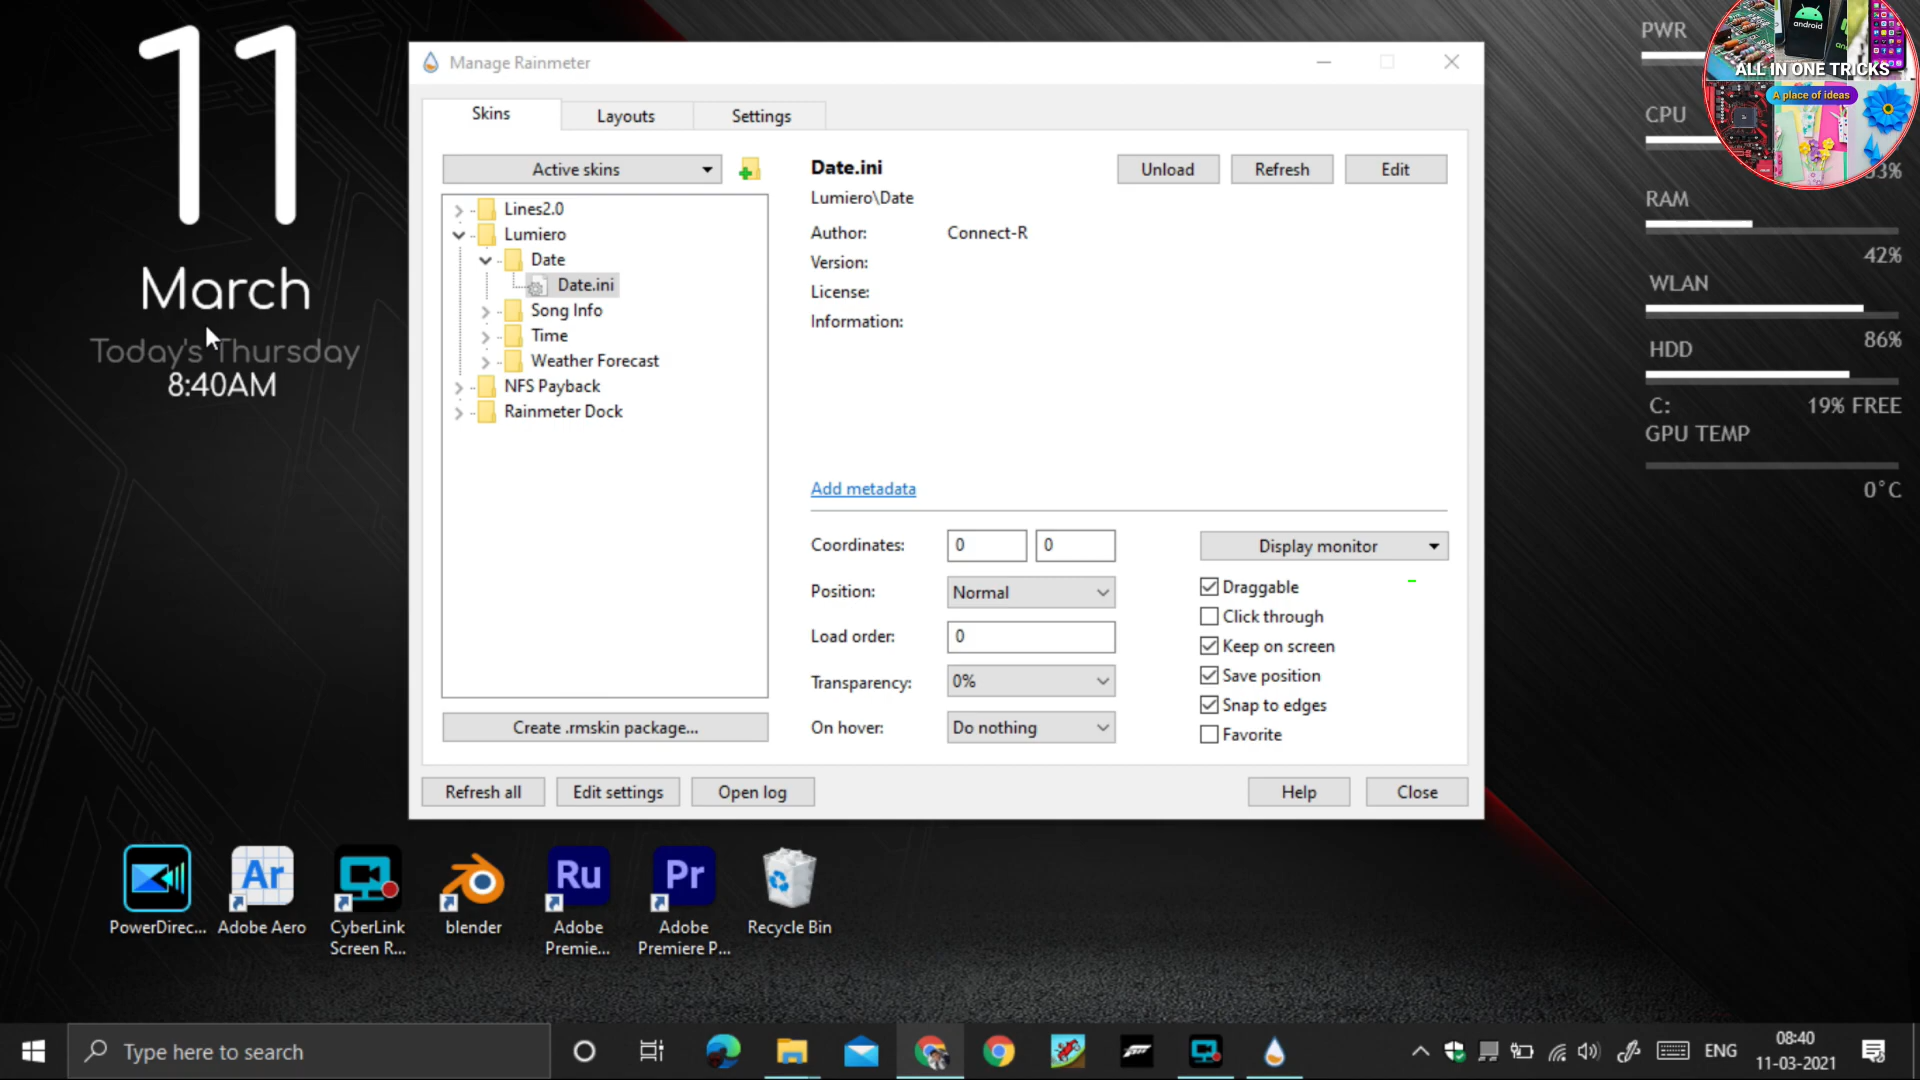 11
March
Today's Thursday
8:40AM
Manage Rainmeter
Skins
Layouts
Settings
Active skins
Lines2.0
Lumiero
Date
Date.ini
Song Info
Time
Weather Forecast
NFS Payback
Rainmeter Dock
Create .rmskin package...
Date.ini
Lumiero\Date
Unload
Refresh
Edit
Author: Connect-R
Version:
License:
Information:
Add metadata
Coordinates: 0 0
Position: Normal
Load order: 0
Transparency: 0%
On hover: Do nothing
Display monitor
Draggable
Click through
Keep on screen
Save position
Snap to edges
Favorite
Refresh all
Edit settings
Open log
Help
Close
PWR
CPU
RAM
42%
WLAN
86%
HDD
C: 19% FREE
GPU TEMP
0°C
android
ALL IN ONE TRICKS
A place of ideas
PowerDirec...
Ar
Adobe Aero
CyberLink
Screen R...
blender
Ru
Adobe
Premie...
Pr
Adobe
Premiere P...
Recycle Bin
Type here to search
ENG
08:40
11-03-2021